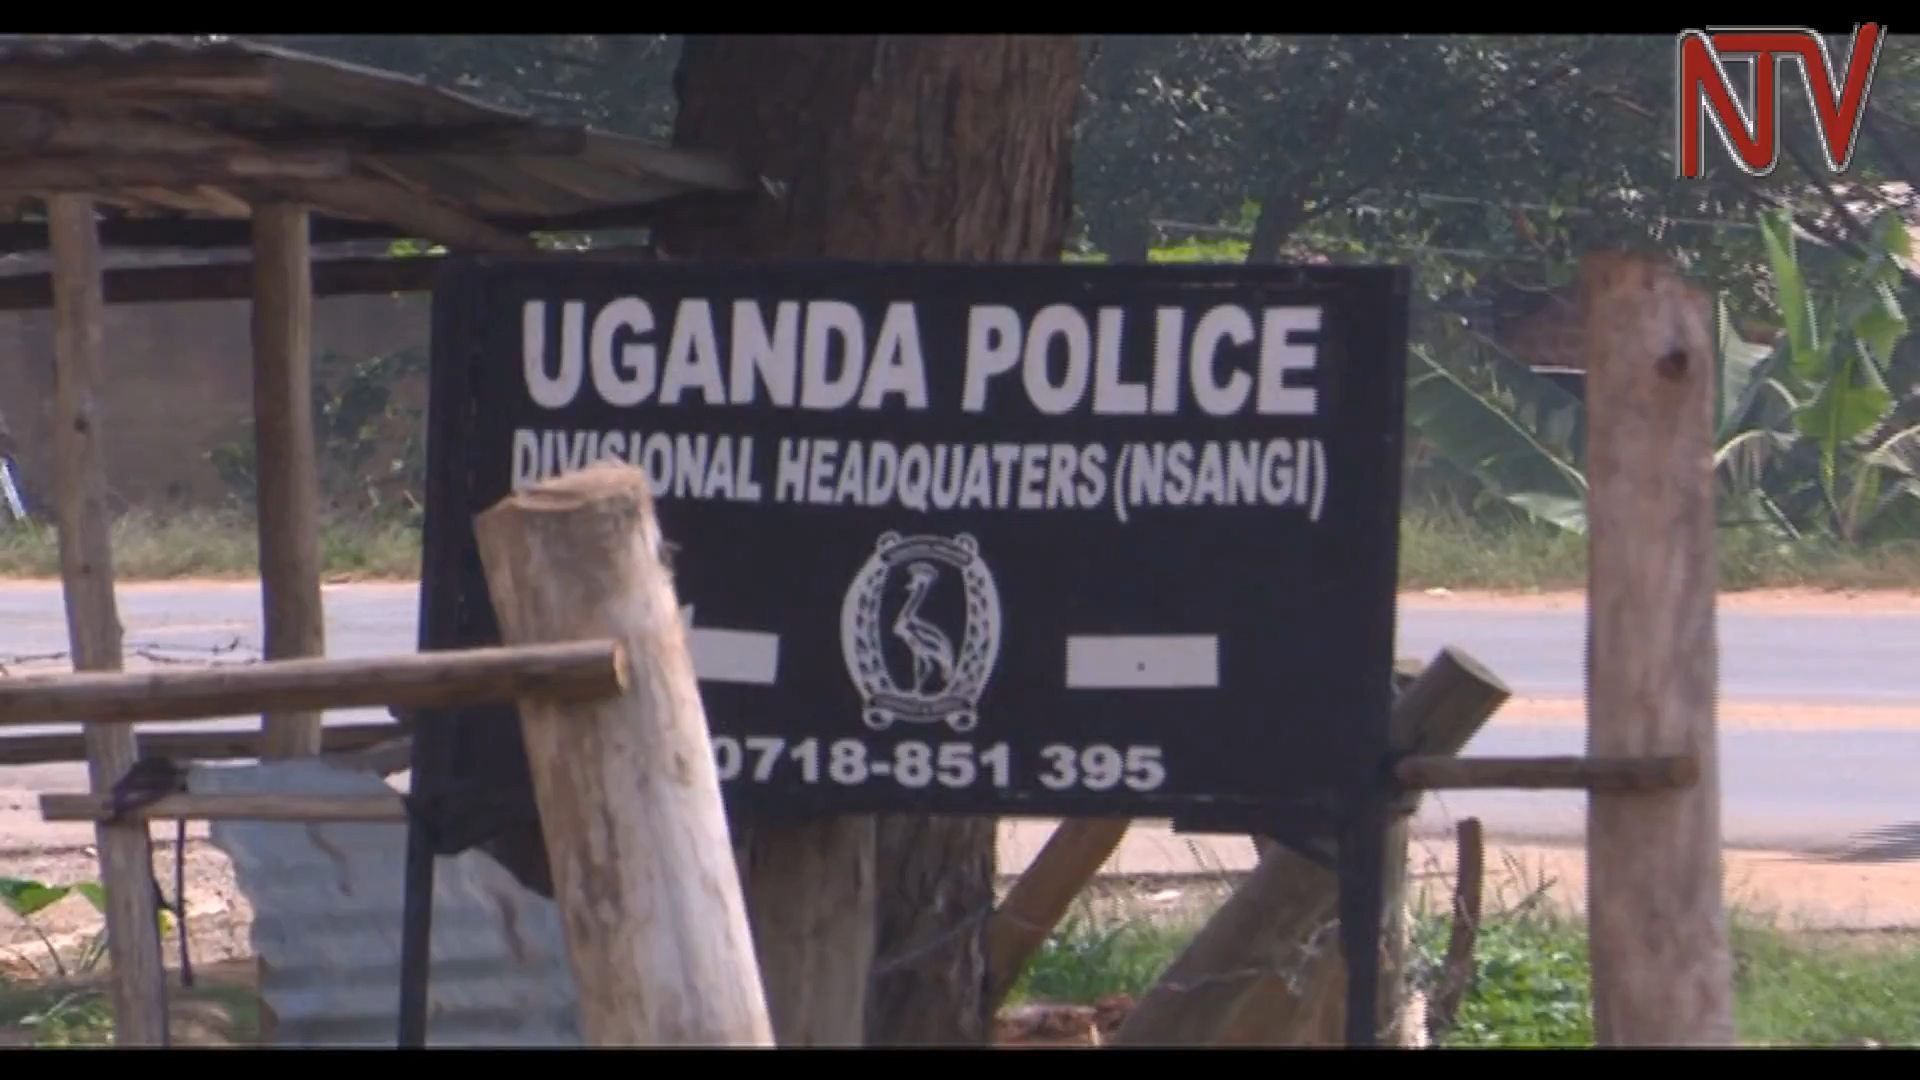 NTV
UGANDA POLICE
DIVISIONAL HEADQUATERS (NSANGI)
0718-851 395